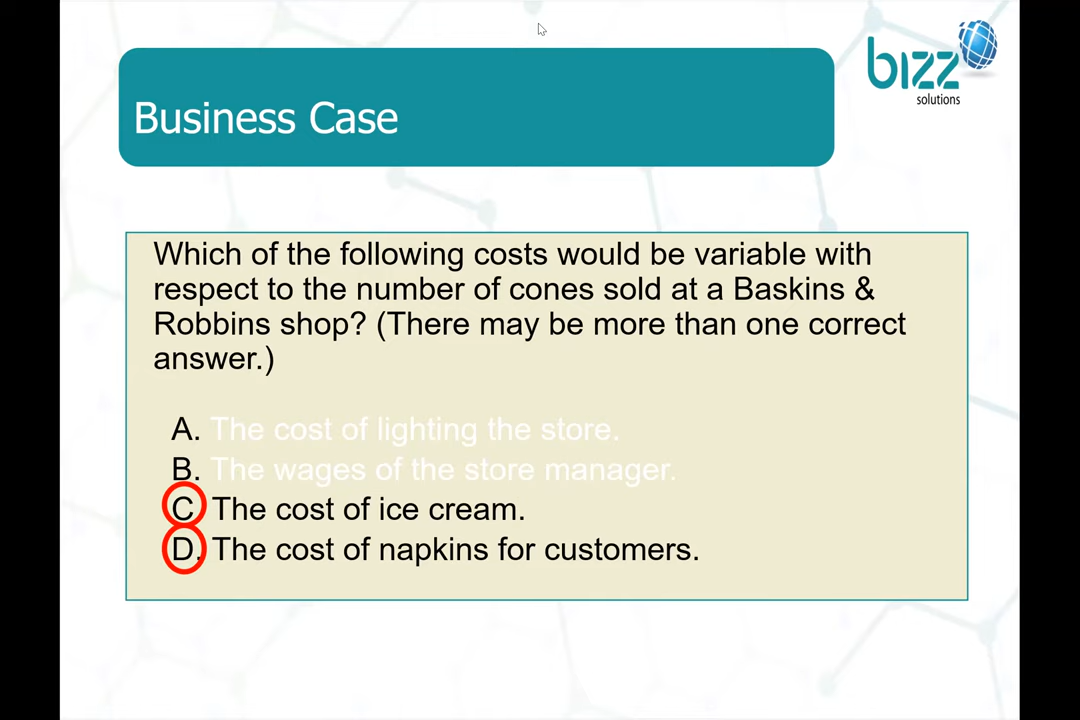 bizz
solutions
Business Case
Which of the following costs would be variable with
respect to the number of cones sold at a Baskins &
Robbins shop? (There may be more than one correct
answer.)
A. The cost of lighting the store.
B. The wages of the store manager.
C. The cost of ice cream.
D. The cost of napkins for customers.